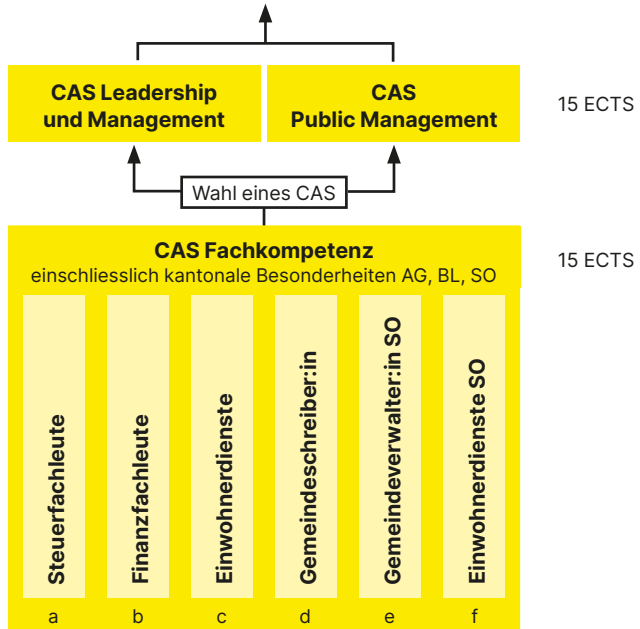 CAS Leadership
und Management
CAS
Public Management
15 ECTS
Wahl eines CAS
CAS Fachkompetenz
einschliesslich kantonale Besonderheiten AG, BL, SO
15 ECTS
Steuerfachleute
Finanzfachleute
Einwohnerdienste
Gemeindeschreiber:in
Gemeindeverwalter:in SO
Einwohnerdienste SO
a
b
c
d
e
f